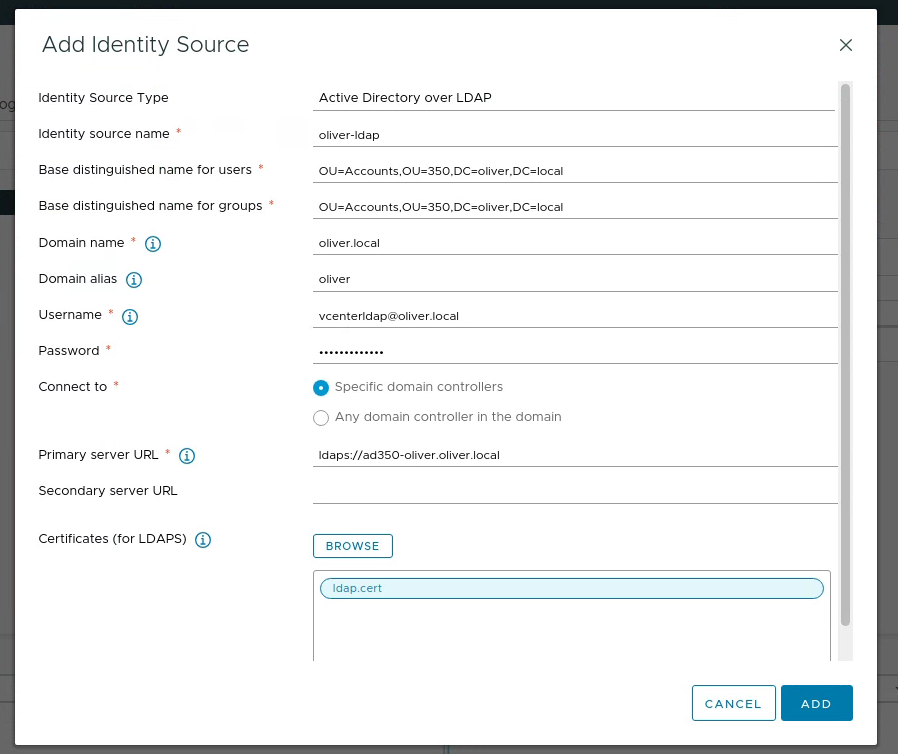 Add Identity Source
og
Identity Source Type Active Directory over LDAP
Identity source name * oliver-ldap
Base distinguished name for users * OU=Accounts,OU=350,DC=oliver,DC=local
Base distinguished name for groups * OU=Accounts,OU=350,DC=oliver,DC=local
Domain name * oliver.local
Domain alias oliver
Username * vcenterldap@oliver.local
Password * •••••••••••••
Connect to * Specific domain controllers
Any domain controller in the domain
Primary server URL * ldaps://ad350-oliver.oliver.local
Secondary server URL
Certificates (for LDAPS)
BROWSE
ldap.cert
CANCEL ADD